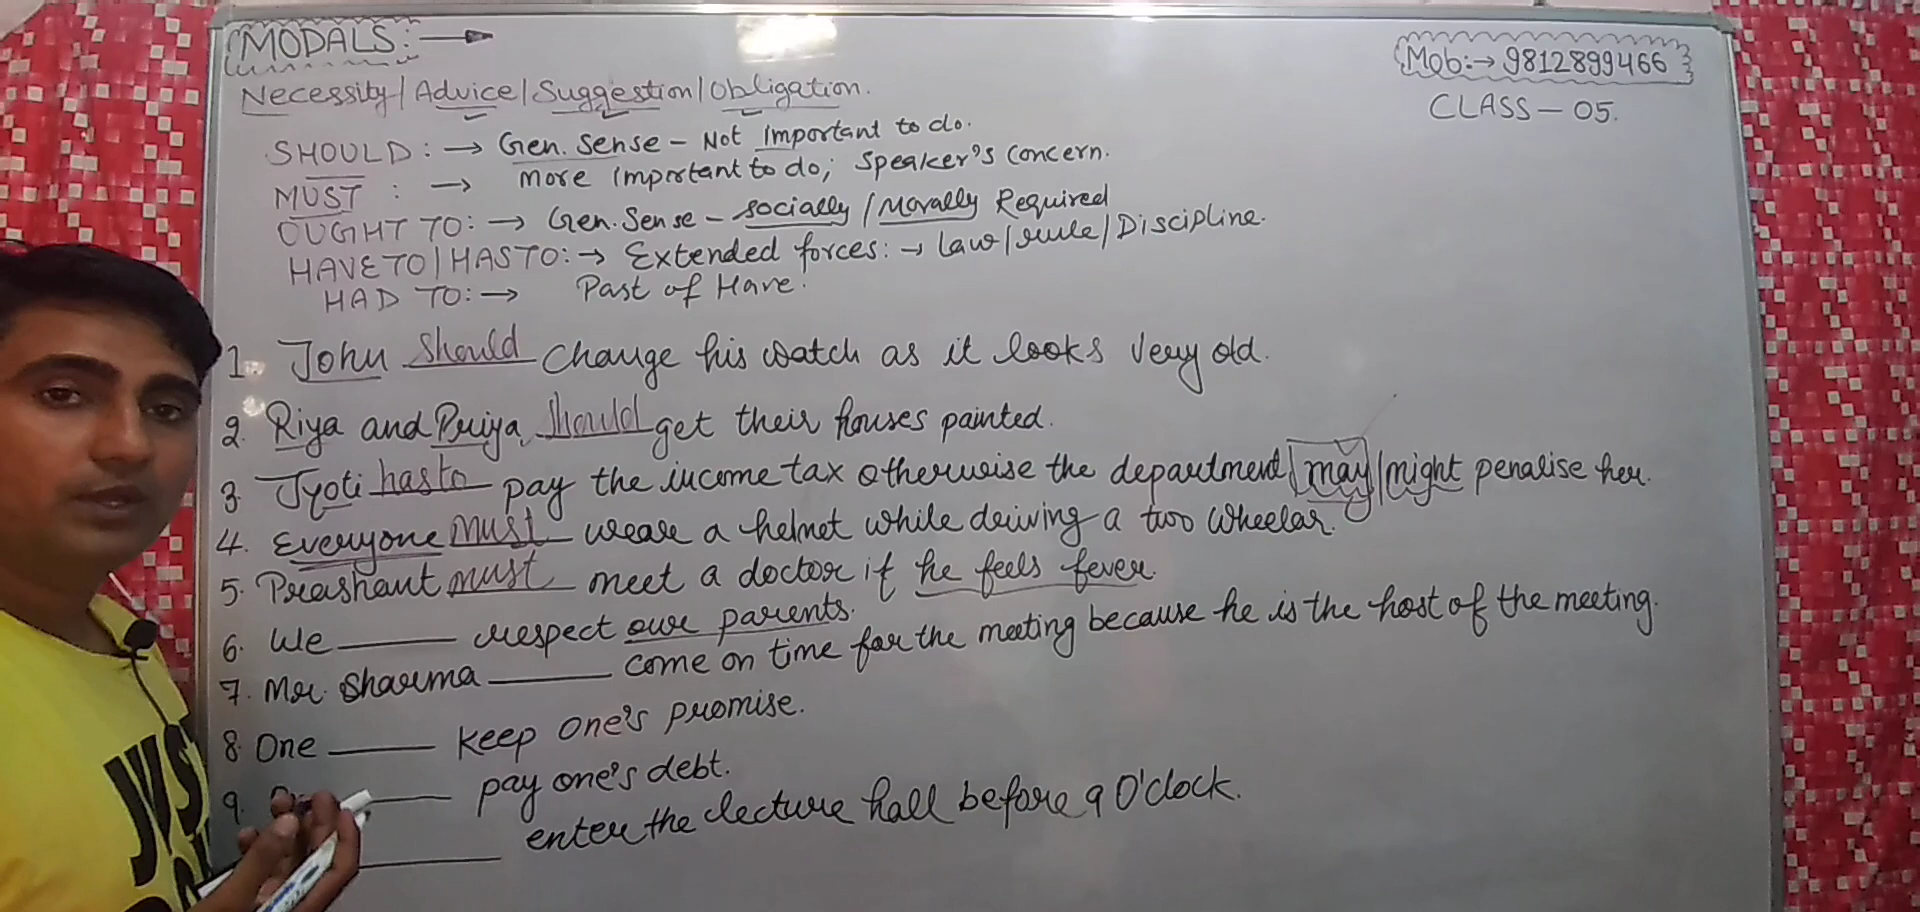 MODALS:→
Mob:→ 9812899466
CLASS – 05.
Necessity/Advice/Suggestion/Obligation.
SHOULD: → Gen. Sense – Not Important to do.
MUST : → more important to do; Speaker's Concern.
OUGHT TO: → Gen. Sense – Socially/Morally Required
HAVE TO/HAS TO: → Extended forces: → Law/rule/Discipline.
HAD TO: → Past of Have.
1. John should change his watch as it looks very old.
2. Riya and Priya should get their houses painted.
3. Jyoti has to pay the income tax otherwise the department may/might penalise her.
4. Everyone must weare a helmet while driving a two wheelar.
5. Prashant must meet a doctor if he feels fever.
6. We ____ respect our parents.
7. Mr. Sharma ____ come on time for the meeting because he is the host of the meeting.
8. One ____ keep one's promise.
9. ____ pay one's debt.
____ enter the lecture hall before 9 O'clock.
JUST